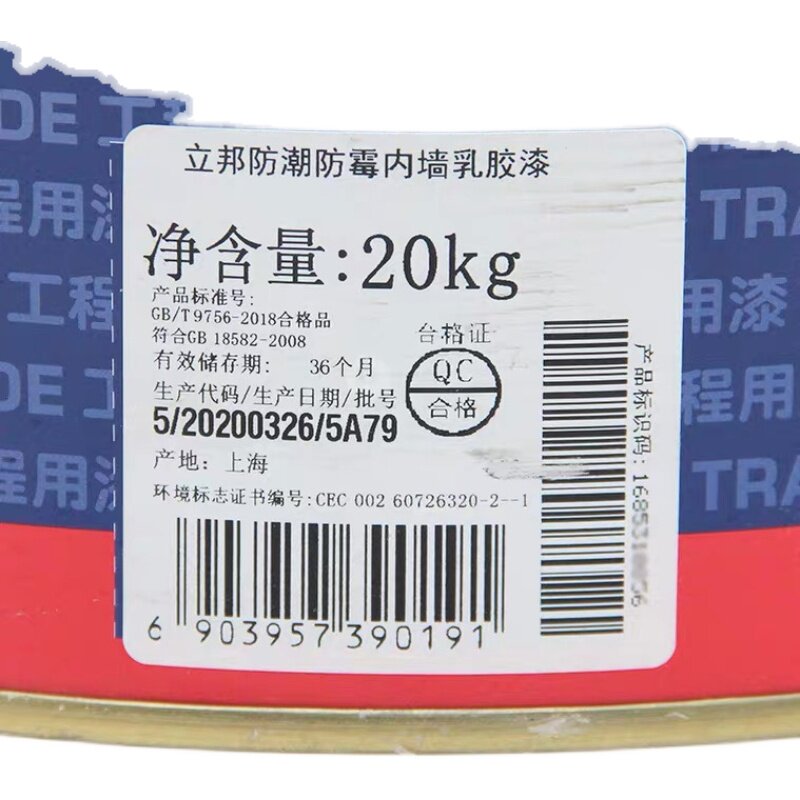 DE 工
程用漆
工程
DE 工
程用漆
立邦防潮防霉内墙乳胶漆
净含量:20kg
产品标准号:
GB/T9756-2018合格品
符合GB 18582-2008
有效储存期: 36个月
生产代码/生产日期/批号
5/20200326/5A79
产地: 上海
环境标志证书编号:CEC 002 60726320-2--1
6 903957 390191
合格证
QC
合格
产品标识码:
TRA
用漆
程用
TRA